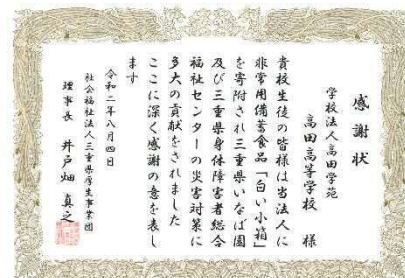 感謝状
学校法人高田学苑
高田高等学校 様
貴校生徒の皆様は当法人に
非常用備蓄食品「白い小箱」
を寄附され三重県いなば園
及び三重県身体障害者総合
福祉センターの災害対策に
多大の貢献をされました
ここに深く感謝の意を表し
ます
令和二年八月四日
社会福祉法人三重県厚生事業団
理事長 井戸畑 真之